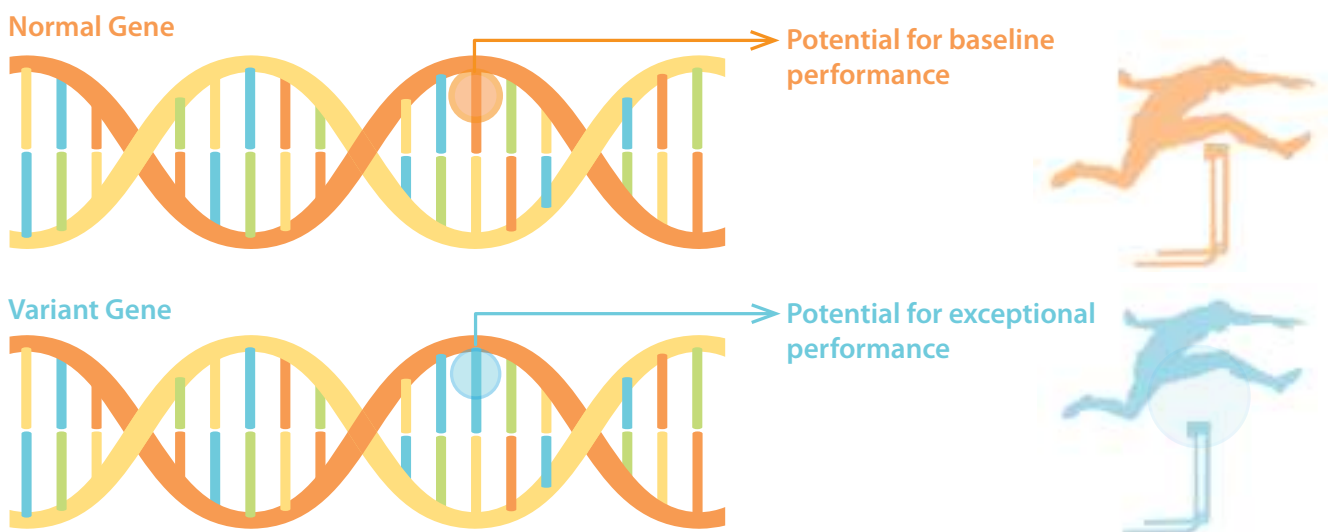 Normal Gene
Potential for baseline
performance
Variant Gene
Potential for exceptional
performance